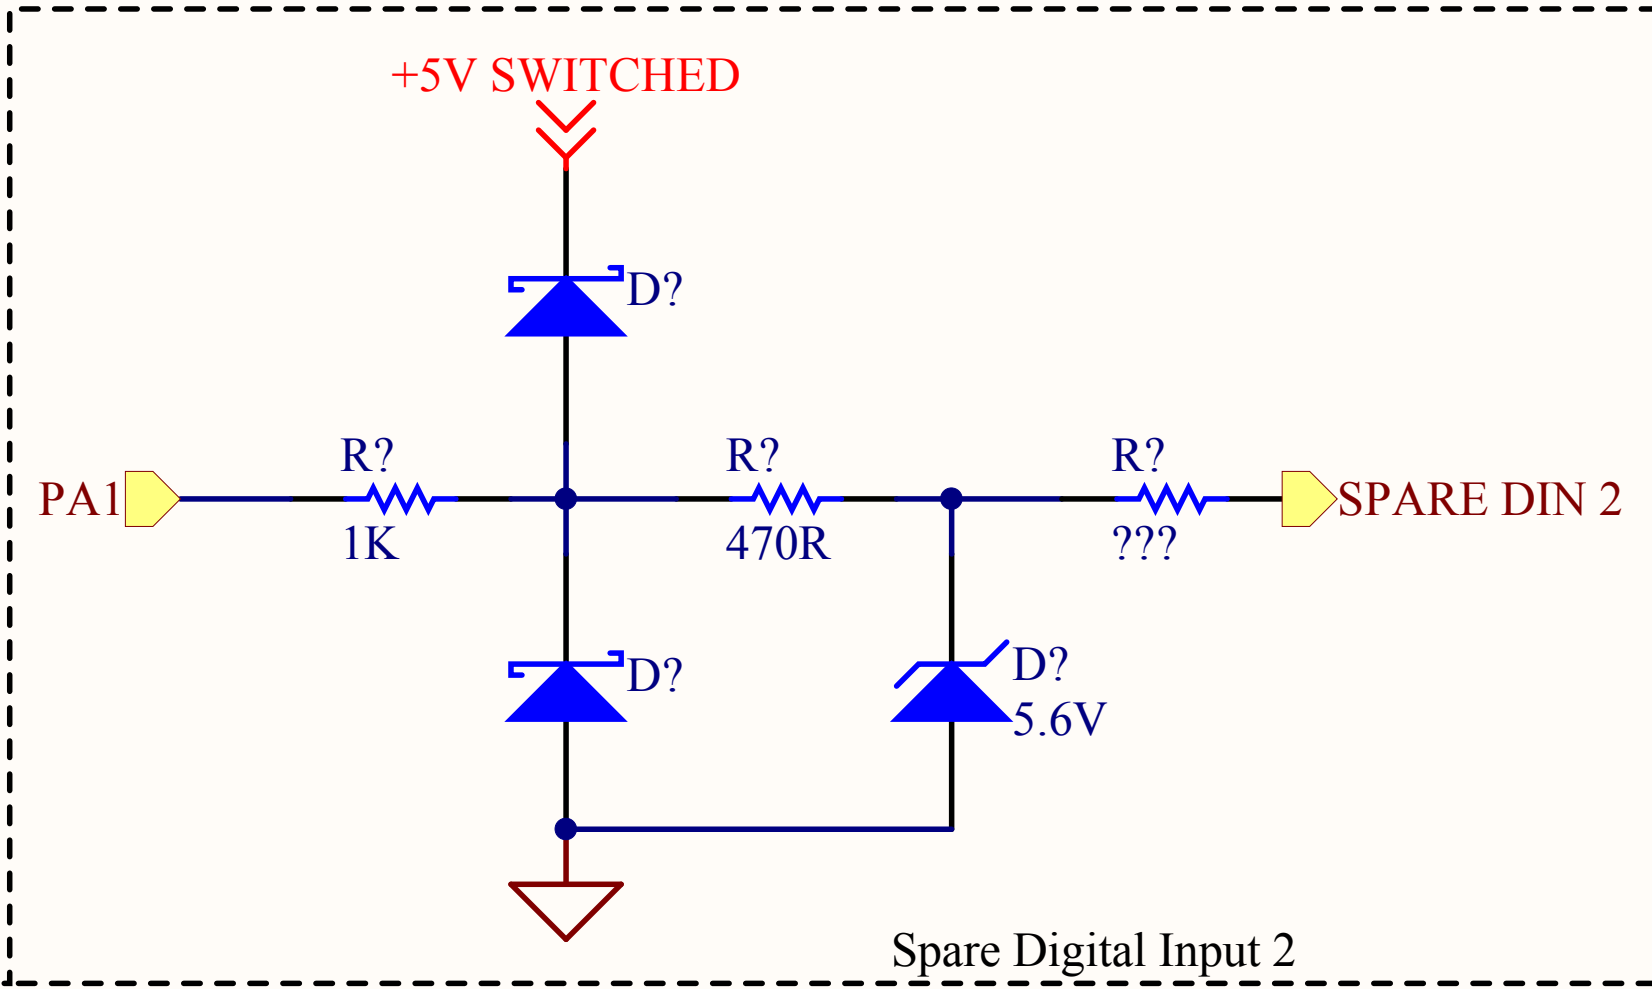 +5V SWITCHED
D?
R?
R?
R?
PA1
SPARE DIN 2
1K
470R
???
D?
D?
5.6V
Spare Digital Input 2